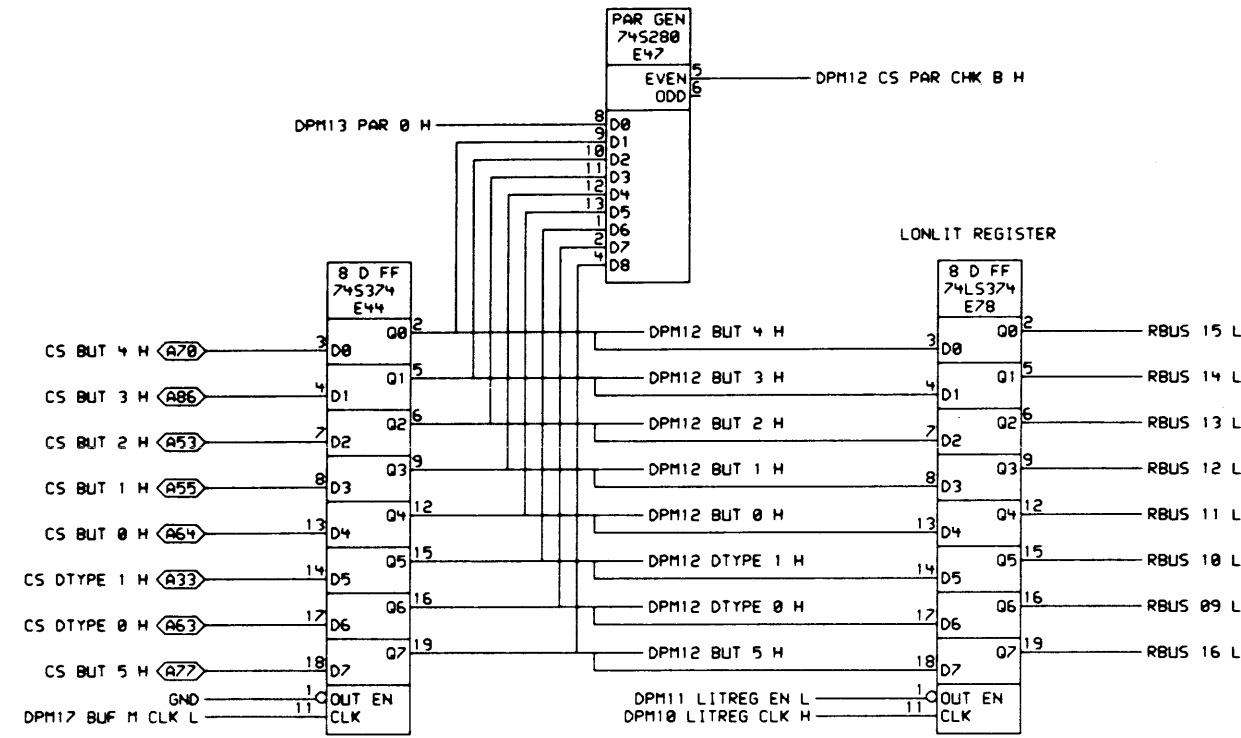 PAR GEN
74S280
E47
EVEN 5 DPM12 CS PAR CHK B H
ODD 6
DPM13 PAR 0 H 8 D0
9 D1
10 D2
11 D3
12 D4
13 D5
1 D6
2 D7
4 D8
LONLIT REGISTER
8 D FF
74S374
E44
8 D FF
74LS374
E78
Q0 2 DPM12 BUT 4 H Q0 2 RBUS 15 L
CS BUT 4 H A70 3 D0 3 D0
Q1 5 DPM12 BUT 3 H Q1 5 RBUS 14 L
CS BUT 3 H A86 4 D1 4 D1
Q2 6 DPM12 BUT 2 H Q2 6 RBUS 13 L
CS BUT 2 H A53 7 D2 7 D2
Q3 9 DPM12 BUT 1 H Q3 9 RBUS 12 L
CS BUT 1 H A55 8 D3 8 D3
Q4 12 DPM12 BUT 0 H Q4 12 RBUS 11 L
CS BUT 0 H A64 13 D4 13 D4
Q5 15 DPM12 DTYPE 1 H Q5 15 RBUS 10 L
CS DTYPE 1 H A33 14 D5 14 D5
Q6 16 DPM12 DTYPE 0 H Q6 16 RBUS 09 L
CS DTYPE 0 H A63 17 D6 17 D6
Q7 19 DPM12 BUT 5 H Q7 19 RBUS 16 L
CS BUT 5 H A77 18 D7 18 D7
GND 1 OUT EN DPM11 LITREG EN L 1 OUT EN
DPM17 BUF M CLK L 11 CLK DPM10 LITREG CLK H 11 CLK